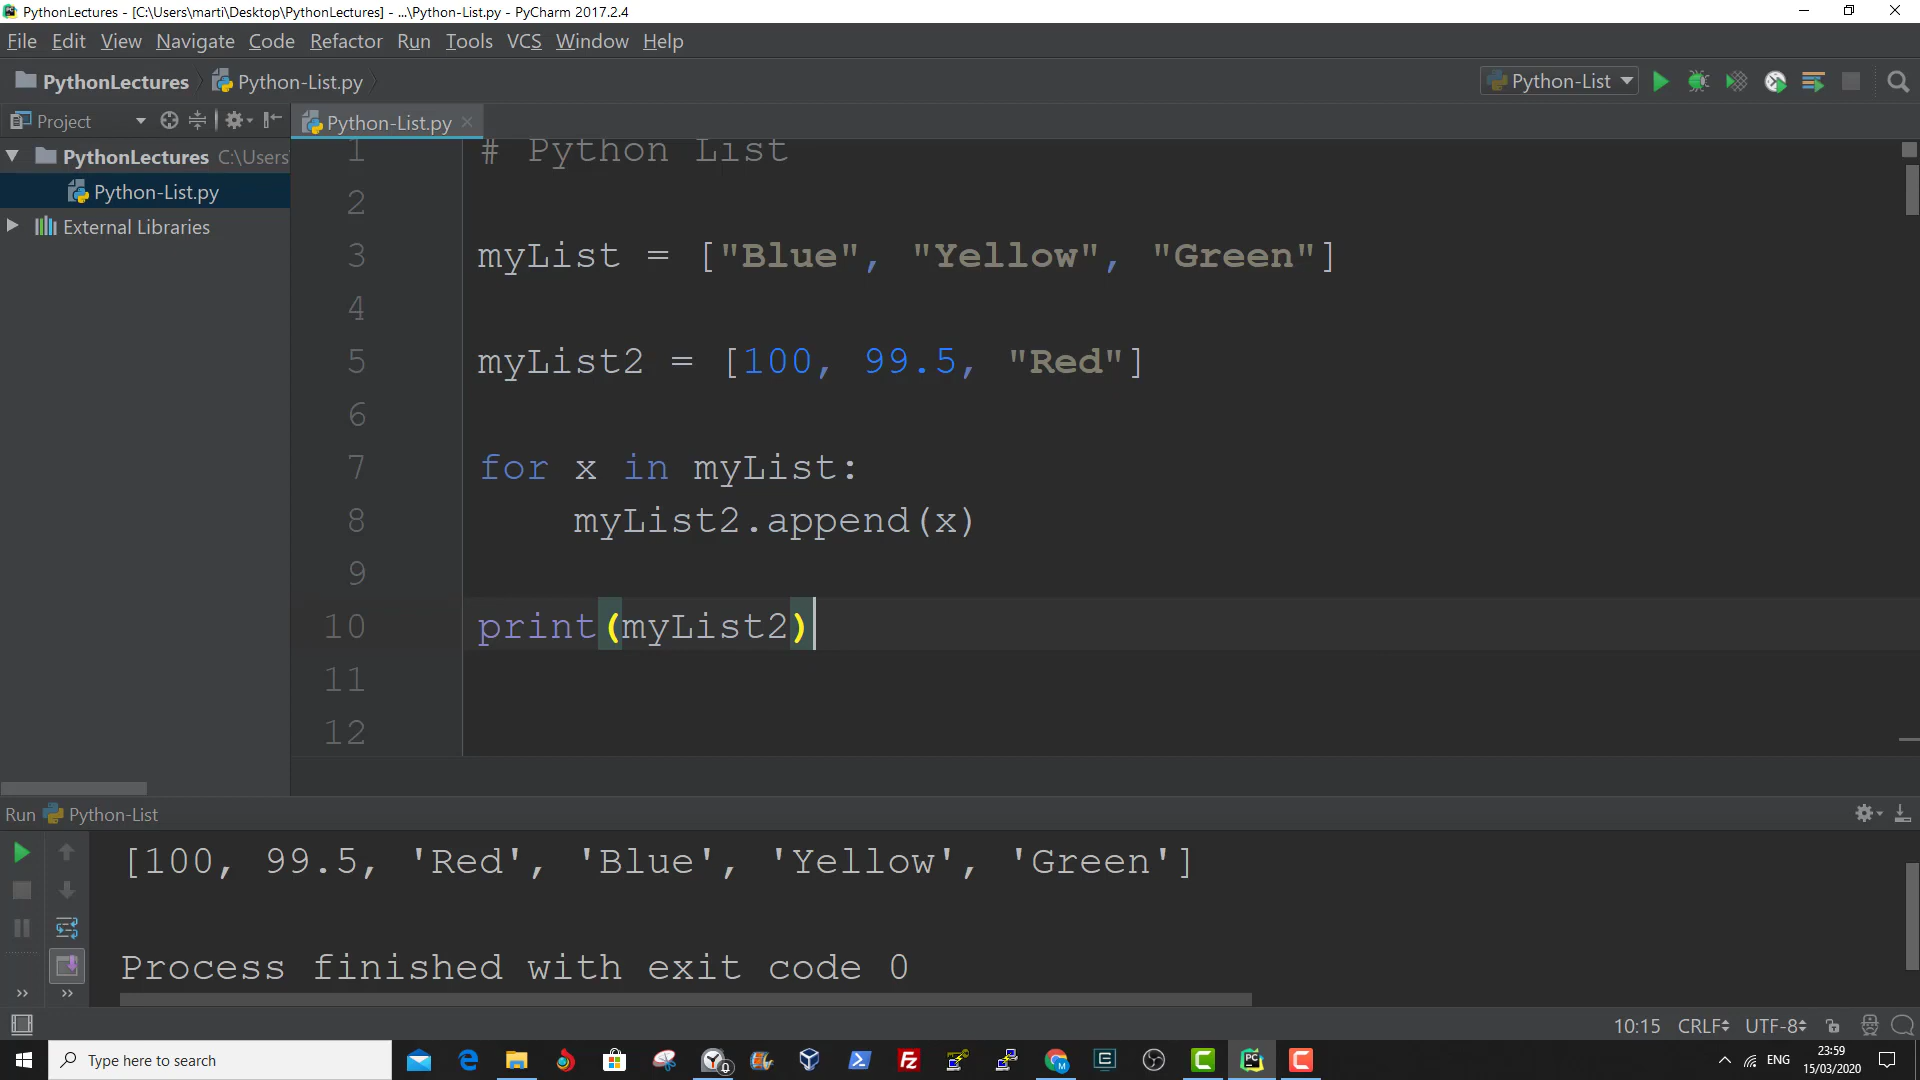 PythonLectures - [C:\Users\marti\Desktop\PythonLectures] - ...\Python-List.py - PyCharm 2017.2.4
File Edit View Navigate Code Refactor Run Tools VCS Window Help
PythonLectures Python-List.py Python-List
Project Python-List.py
PythonLectures C:\Users
Python-List.py
External Libraries
1 # Python List
2
3 myList = ["Blue", "Yellow", "Green"]
4
5 myList2 = [100, 99.5, "Red"]
6
7 for x in myList:
8 myList2.append(x)
9
10 print(myList2)
11
12
Run Python-List
[100, 99.5, 'Red', 'Blue', 'Yellow', 'Green']
Process finished with exit code 0
10:15 CRLF UTF-8
Type here to search
ENG
23:59
15/03/2020